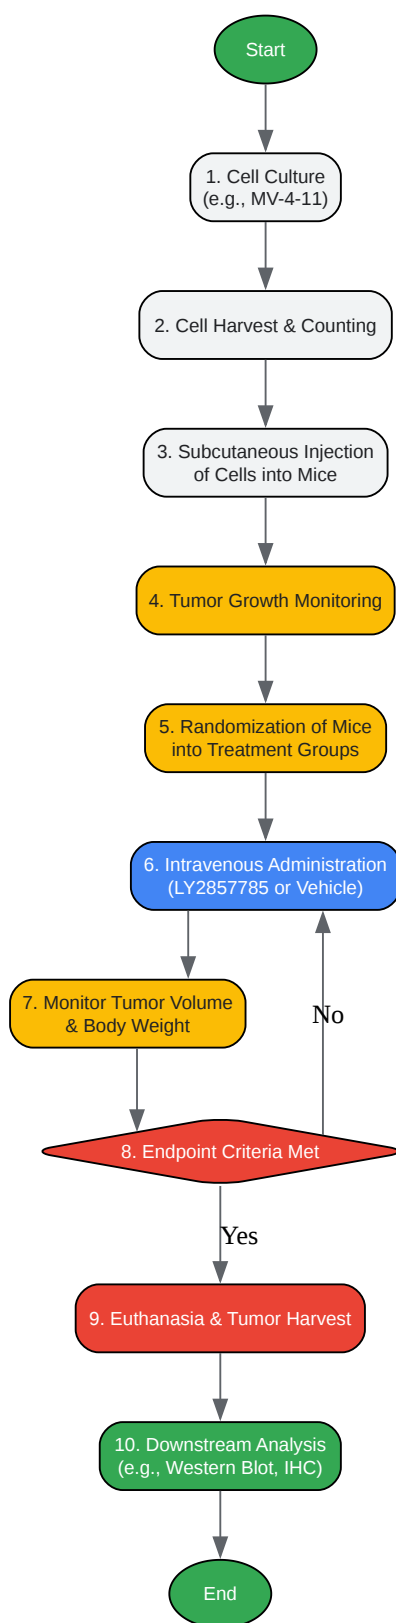 Start
1. Cell Culture
(e.g., MV-4-11)
2. Cell Harvest & Counting
3. Subcutaneous Injection
of Cells into Mice
4. Tumor Growth Monitoring
5. Randomization of Mice
into Treatment Groups
6. Intravenous Administration
(LY2857785 or Vehicle)
7. Monitor Tumor Volume
& Body Weight
No
8. Endpoint Criteria Met
Yes
9. Euthanasia & Tumor Harvest
10. Downstream Analysis
(e.g., Western Blot, IHC)
End